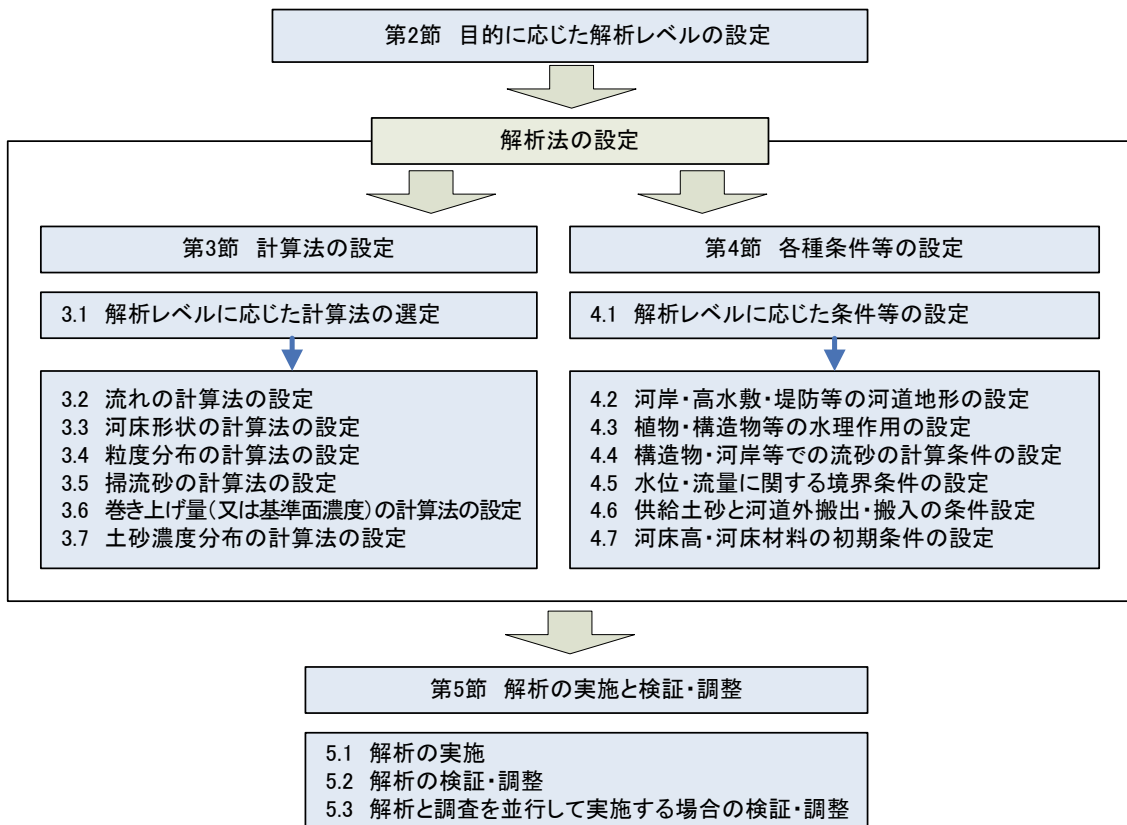 第2節 目的に応じた解析レベルの設定
解析法の設定
第3節 計算法の設定
3.1 解析レベルに応じた計算法の選定
3.2 流れの計算法の設定
3.3 河床形状の計算法の設定
3.4 粒度分布の計算法の設定
3.5 掃流砂の計算法の設定
3.6 巻き上げ量(又は基準面濃度)の計算法の設定
3.7 土砂濃度分布の計算法の設定
第4節 各種条件等の設定
4.1 解析レベルに応じた条件等の設定
4.2 河岸・高水敷・堤防等の河道地形の設定
4.3 植物・構造物等の水理作用の設定
4.4 構造物・河岸等での流砂の計算条件の設定
4.5 水位・流量に関する境界条件の設定
4.6 供給土砂と河道外搬出・搬入の条件設定
4.7 河床高・河床材料の初期条件の設定
第5節 解析の実施と検証・調整
5.1 解析の実施
5.2 解析の検証・調整
5.3 解析と調査を並行して実施する場合の検証・調整